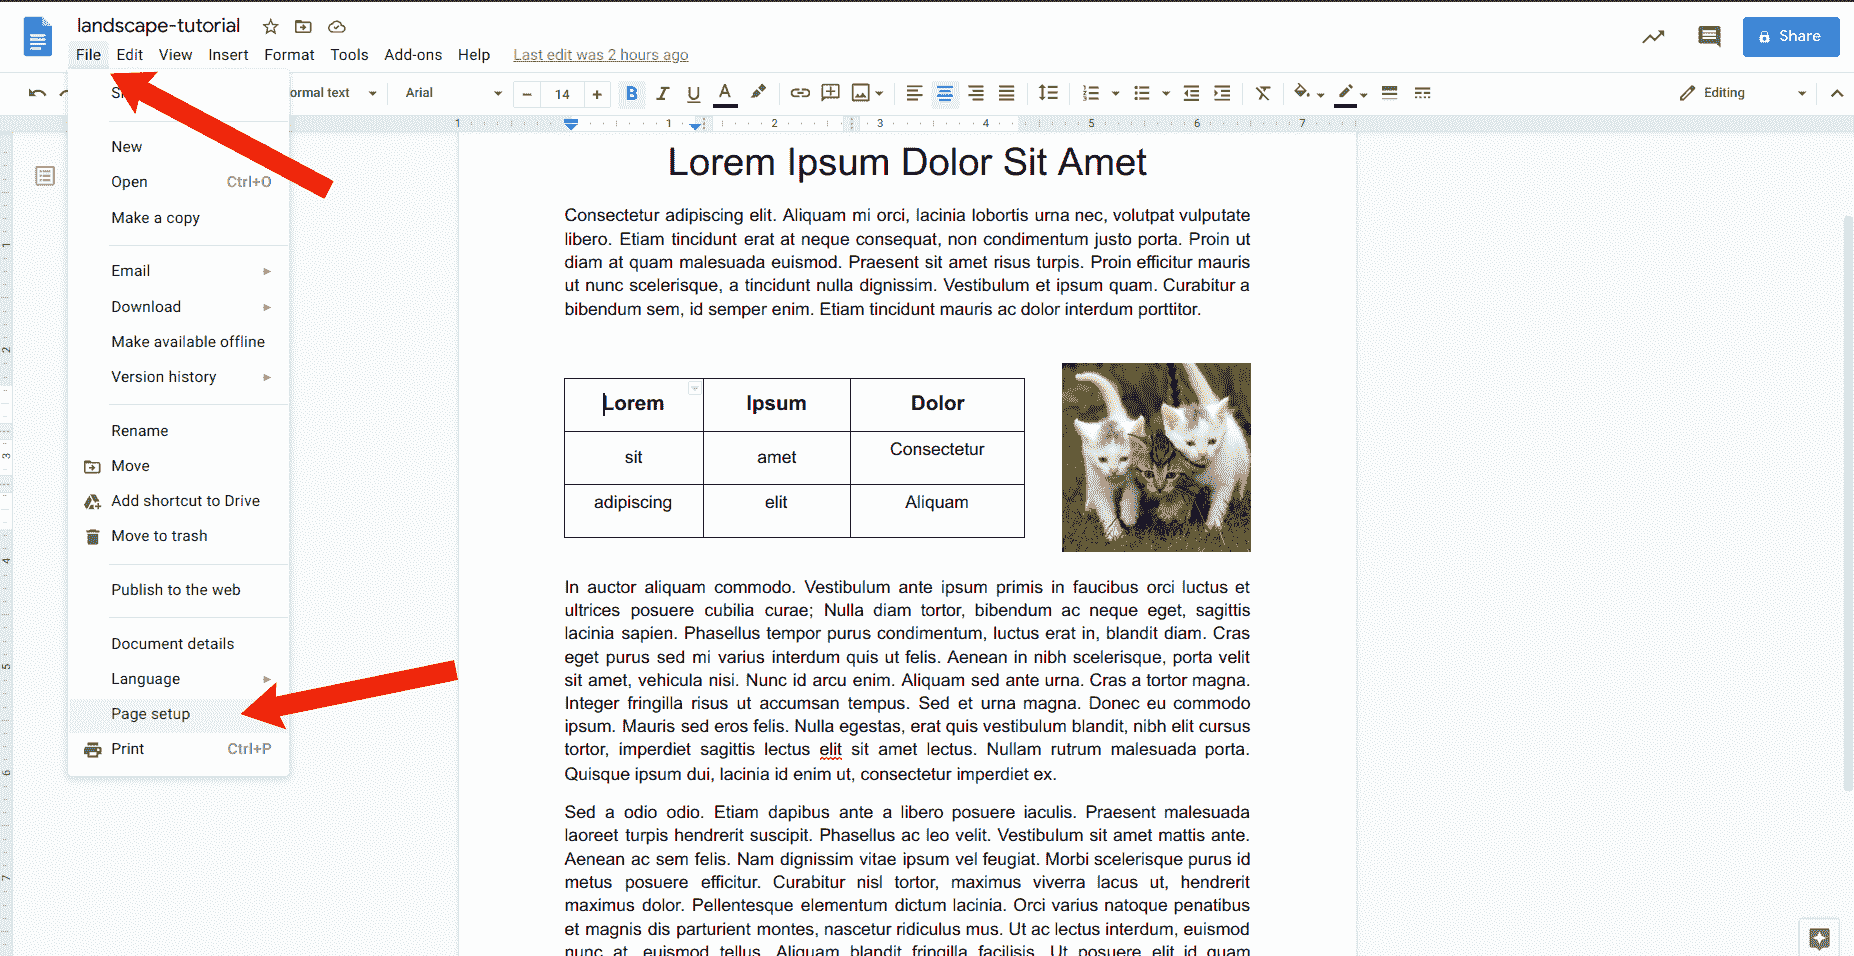 landscape-tutorial
File Edit View Insert Format Tools Add-ons Help Last edit was 2 hours ago
Share
ormal text Arial 14 B I U A Editing
1 1 2 3 4 5 6 7
New
Open Ctrl+O
Make a copy
Email
Download
Make available offline
Version history
Rename
Move
Add shortcut to Drive
Move to trash
Publish to the web
Document details
Language
Page setup
Print Ctrl+P
1
2
3
4
5
6
7
Lorem Ipsum Dolor Sit Amet
Consectetur adipiscing elit. Aliquam mi orci, lacinia lobortis urna nec, volutpat vulputate
libero. Etiam tincidunt erat at neque consequat, non condimentum justo porta. Proin ut
diam at quam malesuada euismod. Praesent sit amet risus turpis. Proin efficitur mauris
ut nunc scelerisque, a tincidunt nulla dignissim. Vestibulum et ipsum quam. Curabitur a
bibendum sem, id semper enim. Etiam tincidunt mauris ac dolor interdum porttitor.
Lorem Ipsum Dolor
sit amet Consectetur
adipiscing elit Aliquam
In auctor aliquam commodo. Vestibulum ante ipsum primis in faucibus orci luctus et
ultrices posuere cubilia curae; Nulla diam tortor, bibendum ac neque eget, sagittis
lacinia sapien. Phasellus tempor purus condimentum, luctus erat in, blandit diam. Cras
eget purus sed mi varius interdum quis ut felis. Aenean in nibh scelerisque, porta velit
sit amet, vehicula nisi. Nunc id arcu enim. Aliquam sed ante urna. Cras a tortor magna.
Integer fringilla risus ut accumsan tempus. Sed et urna magna. Donec eu commodo
ipsum. Mauris sed eros felis. Nulla egestas, erat quis vestibulum blandit, nibh elit cursus
tortor, imperdiet sagittis lectus elit sit amet lectus. Nullam rutrum malesuada porta.
Quisque ipsum dui, lacinia id enim ut, consectetur imperdiet ex.
Sed a odio odio. Etiam dapibus ante a libero posuere iaculis. Praesent malesuada
laoreet turpis hendrerit suscipit. Phasellus ac leo velit. Vestibulum sit amet mattis ante.
Aenean ac sem felis. Nam dignissim vitae ipsum vel feugiat. Morbi scelerisque purus id
metus posuere efficitur. Curabitur nisl tortor, maximus viverra lacus ut, hendrerit
maximus dolor. Pellentesque elementum dictum lacinia. Orci varius natoque penatibus
et magnis dis parturient montes, nascetur ridiculus mus. Ut ac lectus interdum, euismod
nunc at, euismod tellus. Aliquam blandit fringilla facilisis. Ut posuere elit id quam